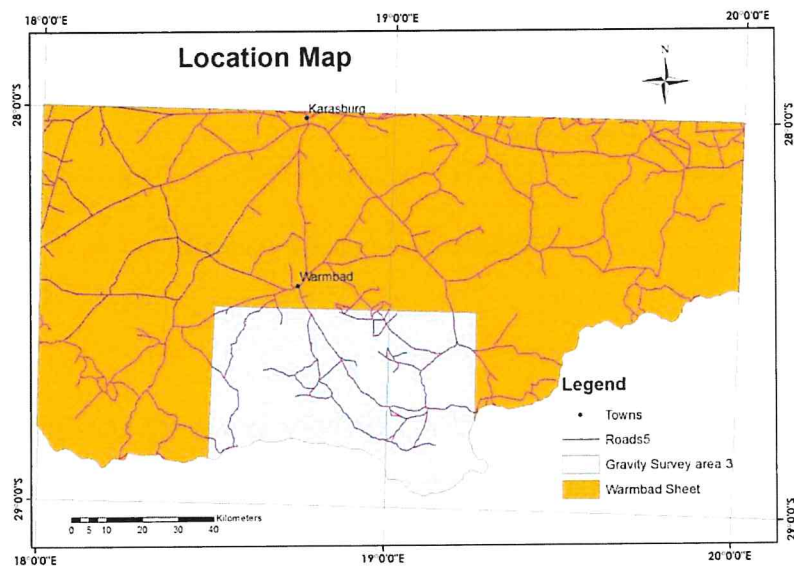 18°0'0"E 19°0'0"E 20°0'0"E
Location Map
N
28°0'0"S
28°0'0"S
Karasburg
Warmbad
Legend
Towns
Roads5
Gravity Survey area 3
Warmbad Sheet
29°0'0"S
29°0'0"S
Kilometers
0 5 10 20 30 40
18°0'0"E 19°0'0"E 20°0'0"E